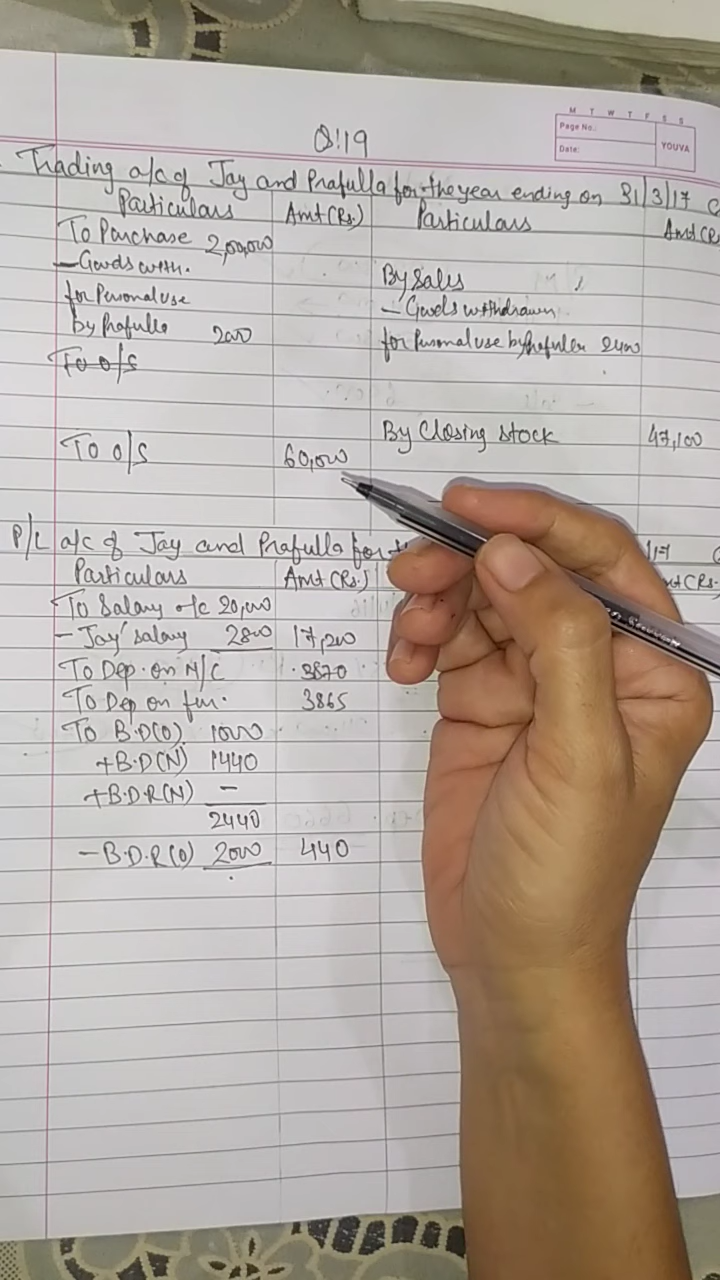 M T W T F S S
Page No.:
Date:
YOUVA
Q:19
Trading a/c of Jay and Prafulla for the year ending on 31/3/17
Particulars Amt (Rs.) Particulars Amt (R
To Purchase 2,00,000
- Goods with. By Sales
for Personal use - Goods withdrawn
by Prafulla 2000 for Personal use by 2400
To O/S
By Closing Stock 47,100
To O/S 60,000
P/L a/c of Jay and Prafulla for
Particulars Amt (Rs.) Amt (Rs.
To Salary a/c 20,000
- Jay' salary 2800 17,200
To Dep. on M/C 3870
To Dep on fur. 3865
To B.D(O) 1000
+B.D(N) 1440
+B.D.R(N) -
2440
- B.D.R(O) 2000 440